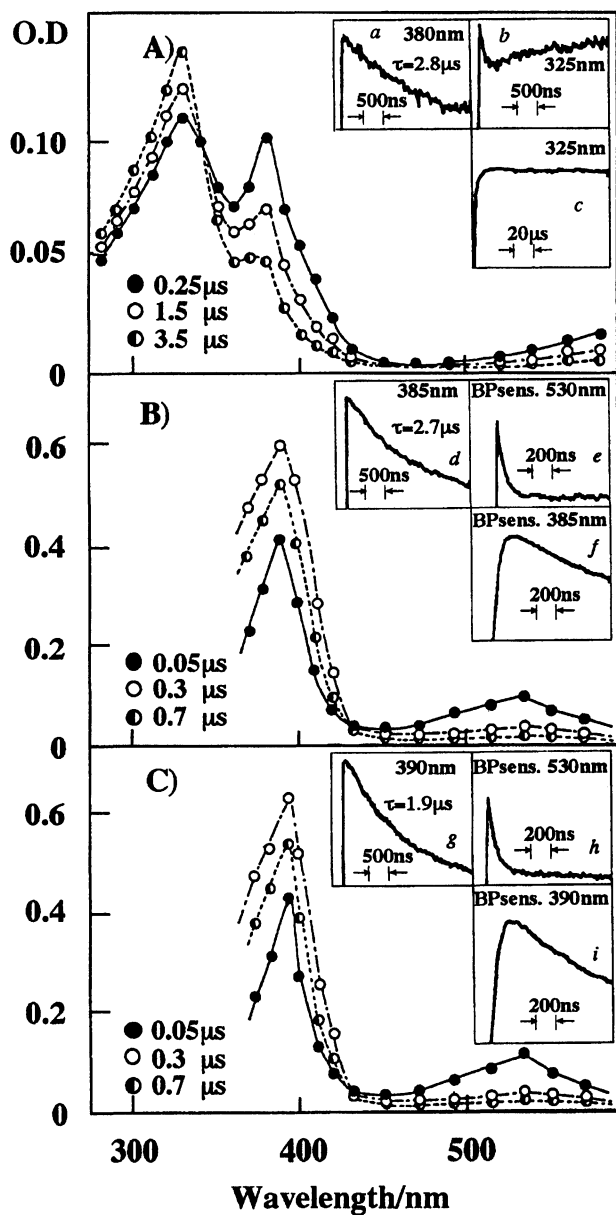 O.D
A)
a 380nm
τ=2.8μs
500ns
b
325nm
500ns
325nm
c
20μs
0.10
0.05
0
0.25μs
1.5 μs
3.5 μs
B)
385nm
τ=2.7μs
d
500ns
BPsens. 530nm
200ns
e
BPsens. 385nm
f
200ns
0.6
0.4
0.2
0
0.05μs
0.3 μs
0.7 μs
C)
390nm
τ=1.9μs
g
500ns
BPsens. 530nm
200ns
h
BPsens. 390nm
i
200ns
0.6
0.4
0.2
0
0.05μs
0.3 μs
0.7 μs
300 400 500
Wavelength/nm